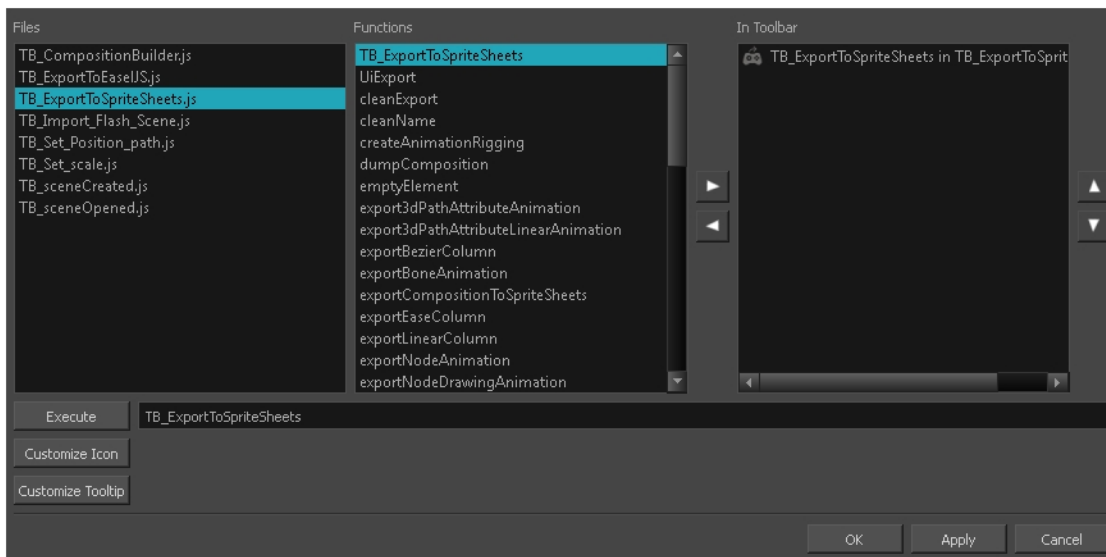 Files
TB_CompositionBuilder.js
TB_ExportToEaselJS.js
TB_ExportToSpriteSheets.js
TB_Import_Flash_Scene.js
TB_Set_Position_path.js
TB_Set_scale.js
TB_sceneCreated.js
TB_sceneOpened.js
Functions
TB_ExportToSpriteSheets
UiExport
cleanExport
cleanName
createAnimationRigging
dumpComposition
emptyElement
export3dPathAttributeAnimation
export3dPathAttributeLinearAnimation
exportBezierColumn
exportBoneAnimation
exportCompositionToSpriteSheets
exportEaseColumn
exportLinearColumn
exportNodeAnimation
exportNodeDrawingAnimation
In Toolbar
TB_ExportToSpriteSheets in TB_ExportToSprit
Execute
TB_ExportToSpriteSheets
Customize Icon
Customize Tooltip
OK
Apply
Cancel